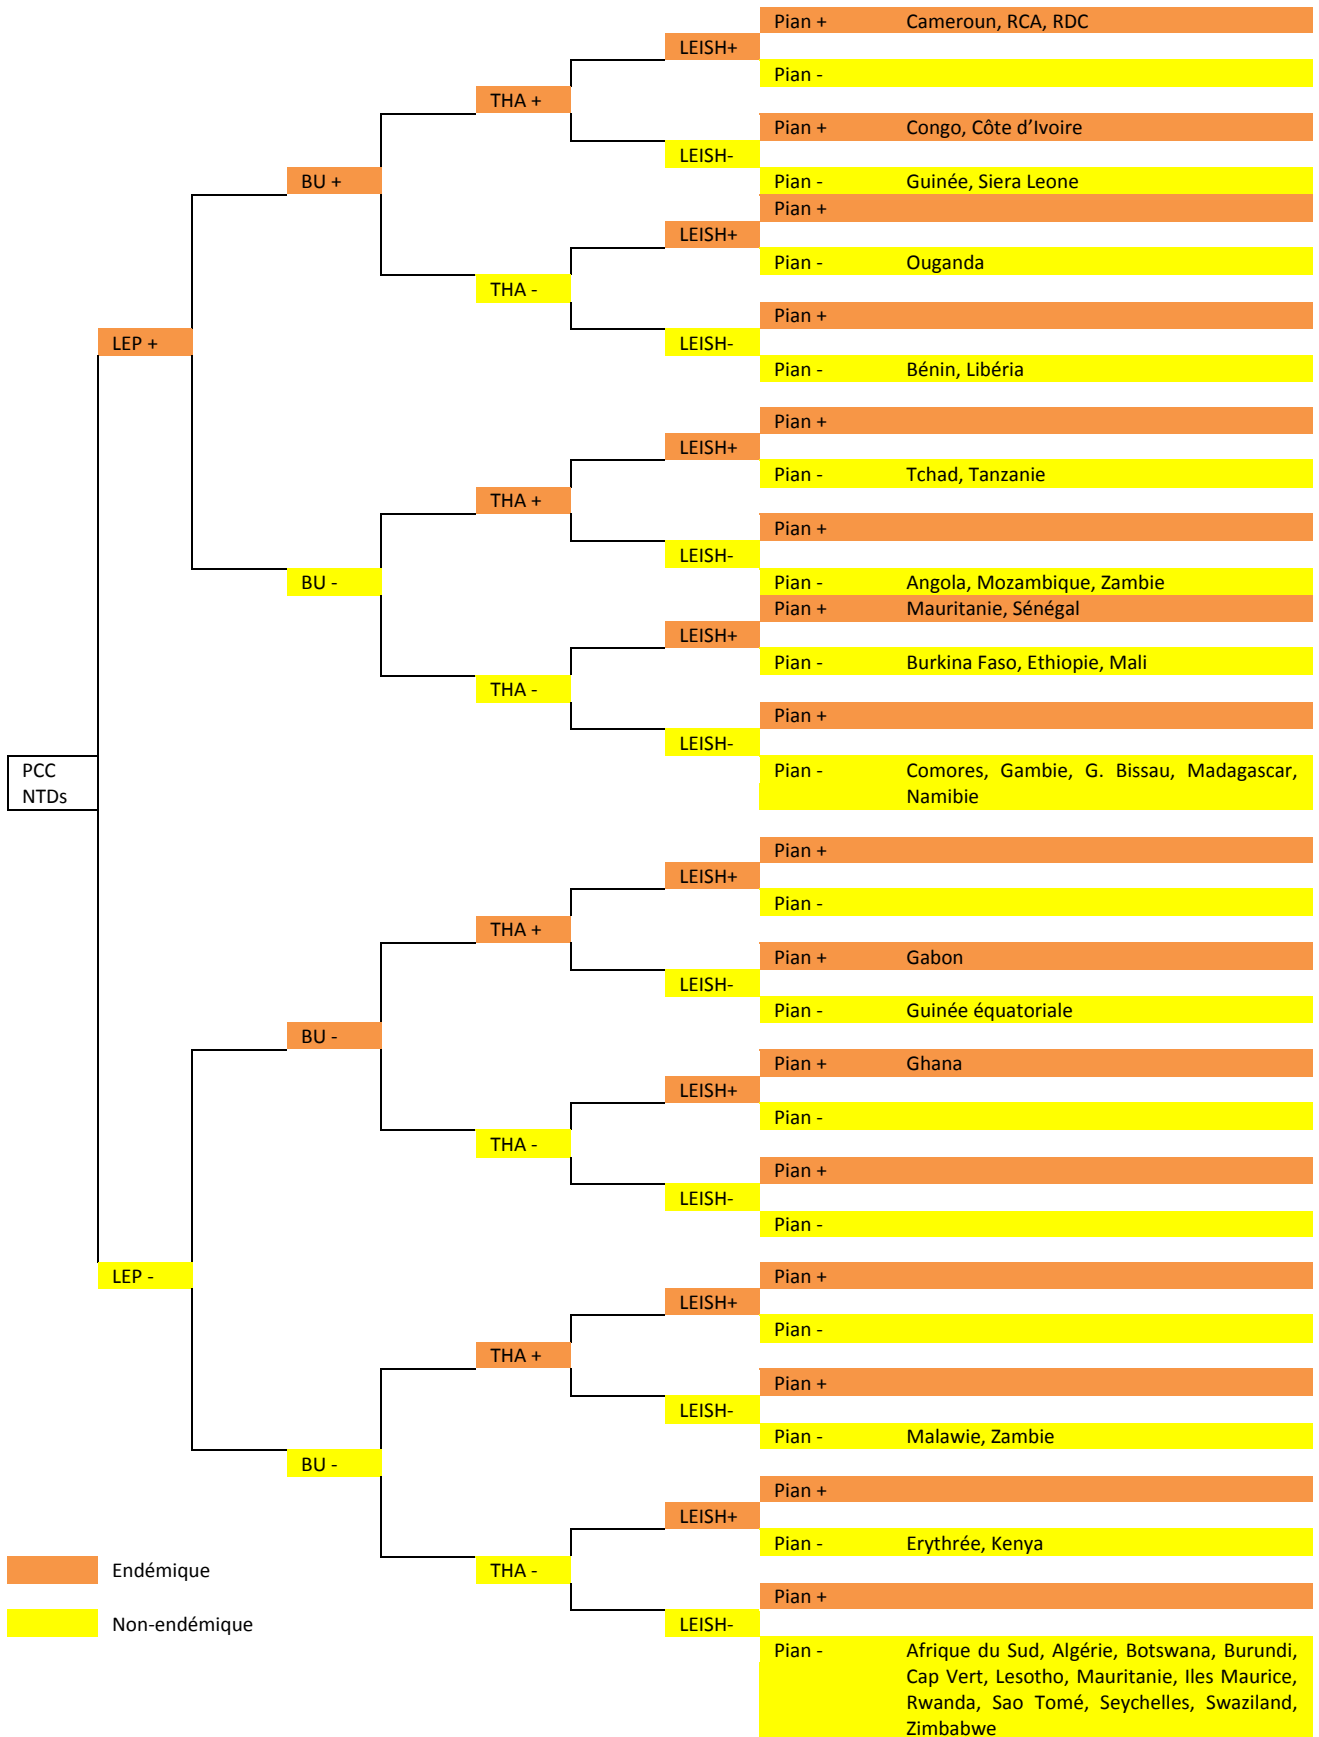 Pian + Cameroun, RCA, RDC
LEISH+
Pian -
THA +
Pian + Congo, Côte d’Ivoire
LEISH-
BU +
Pian - Guinée, Siera Leone
Pian +
LEISH+
Pian - Ouganda
THA -
Pian +
LEP +
LEISH-
Pian - Bénin, Libéria
Pian +
LEISH+
Pian - Tchad, Tanzanie
THA +
Pian +
LEISH-
BU -
Pian - Angola, Mozambique, Zambie
Pian + Mauritanie, Sénégal
LEISH+
Pian - Burkina Faso, Ethiopie, Mali
THA -
Pian +
LEISH-
PCC
NTDs
Pian - Comores, Gambie, G. Bissau, Madagascar,
Namibie
Pian +
LEISH+
Pian -
THA +
Pian + Gabon
LEISH-
Pian - Guinée équatoriale
BU -
Pian + Ghana
LEISH+
Pian -
THA -
Pian +
LEISH-
Pian -
LEP -
Pian +
LEISH+
Pian -
THA +
Pian +
LEISH-
Pian - Malawie, Zambie
BU -
Pian +
LEISH+
Pian - Erythrée, Kenya
THA -
Endémique
Pian +
LEISH-
Non-endémique
Pian - Afrique du Sud, Algérie, Botswana, Burundi,
Cap Vert, Lesotho, Mauritanie, Iles Maurice,
Rwanda, Sao Tomé, Seychelles, Swaziland,
Zimbabwe